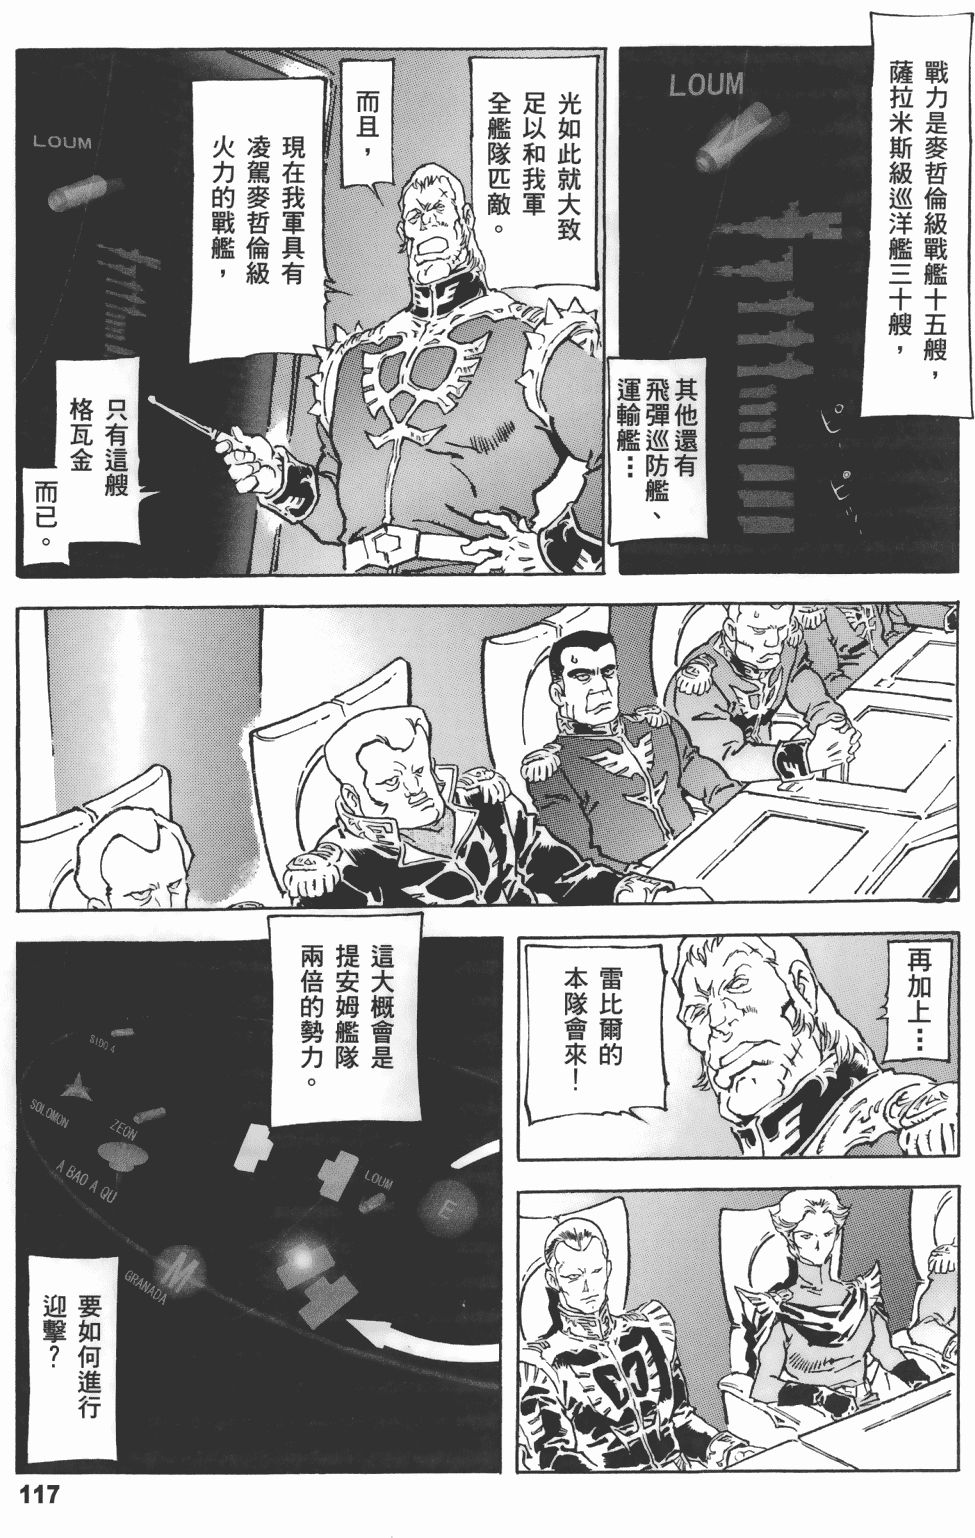 戰力是麥哲倫級戰艦十五艘，
薩拉米斯級巡洋艦三十艘，
LOUM
其他還有
飛彈巡防艦、
運輸艦…
光如此就大致
足以和我軍
全艦隊匹敵。
而且，
現在我軍具有
凌駕麥哲倫級
火力的戰艦，
LOUM
只有這艘
格瓦金
而已。
再加上…
雷比爾的
本隊會來！
這大概會是
提安姆艦隊
兩倍的勢力。
SIDO 4
SOLOMON
ZEON
A BAO A QU
LOUM
E
M
GRANADA
要如何進行
迎擊？
117